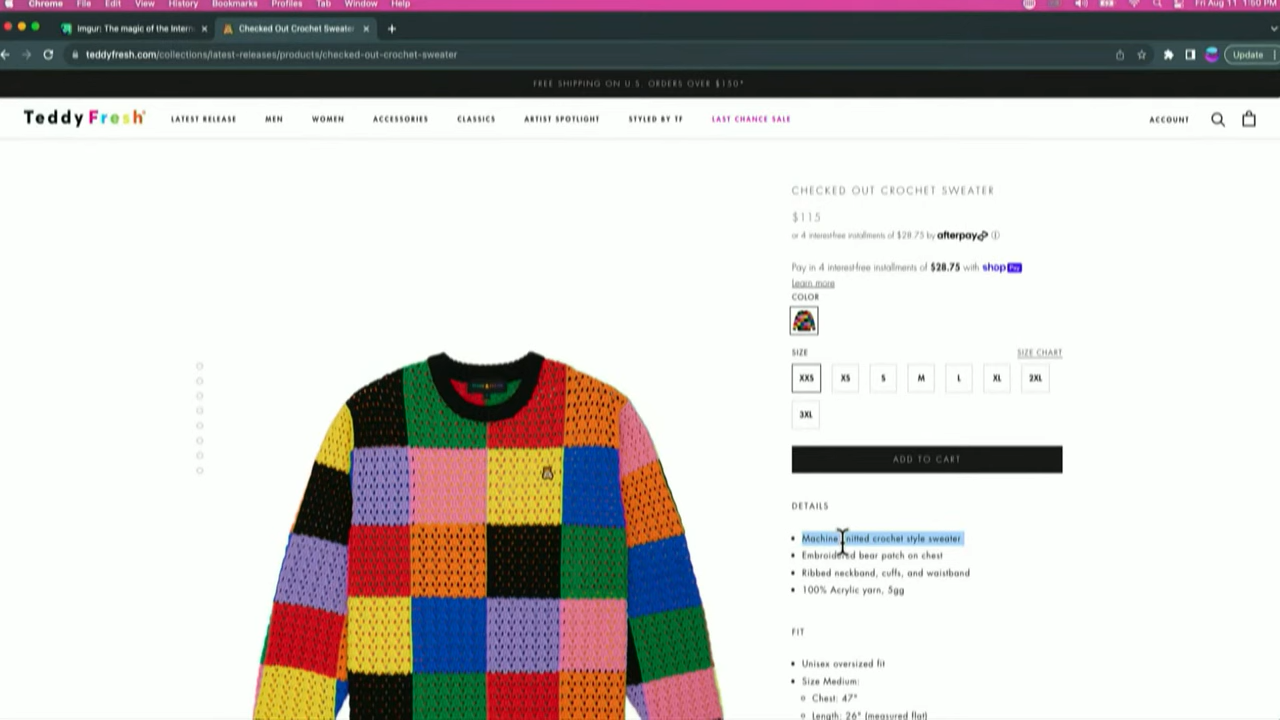 Chrome File Edit View History Bookmarks Profiles Tab Window Help Fri Aug 11 1:50 PM
Imgur: The magic of the Intern Checked Out Crochet Sweate
teddyfresh.com/collections/latest-releases/products/checked-out-crochet-sweater Update
FREE SHIPPING ON U.S. ORDERS OVER $150*
Teddy Fresh LATEST RELEASE MEN WOMEN ACCESSORIES CLASSICS ARTIST SPOTLIGHT STYLED BY TF LAST CHANCE SALE ACCOUNT
CHECKED OUT CROCHET SWEATER
$115
or 4 interest-free installments of $28.75 by afterpay
Pay in 4 interest-free installments of $28.75 with shop Pay
Learn more
COLOR
SIZE SIZE CHART
XXS XS S M L XL 2XL
3XL
ADD TO CART
DETAILS
Machine knitted crochet style sweater
Embroidered bear patch on chest
Ribbed neckband, cuffs, and waistband
100% Acrylic yarn, 5gg
FIT
Unisex oversized fit
Size Medium:
Chest: 47"
Length: 26" (measured flat)